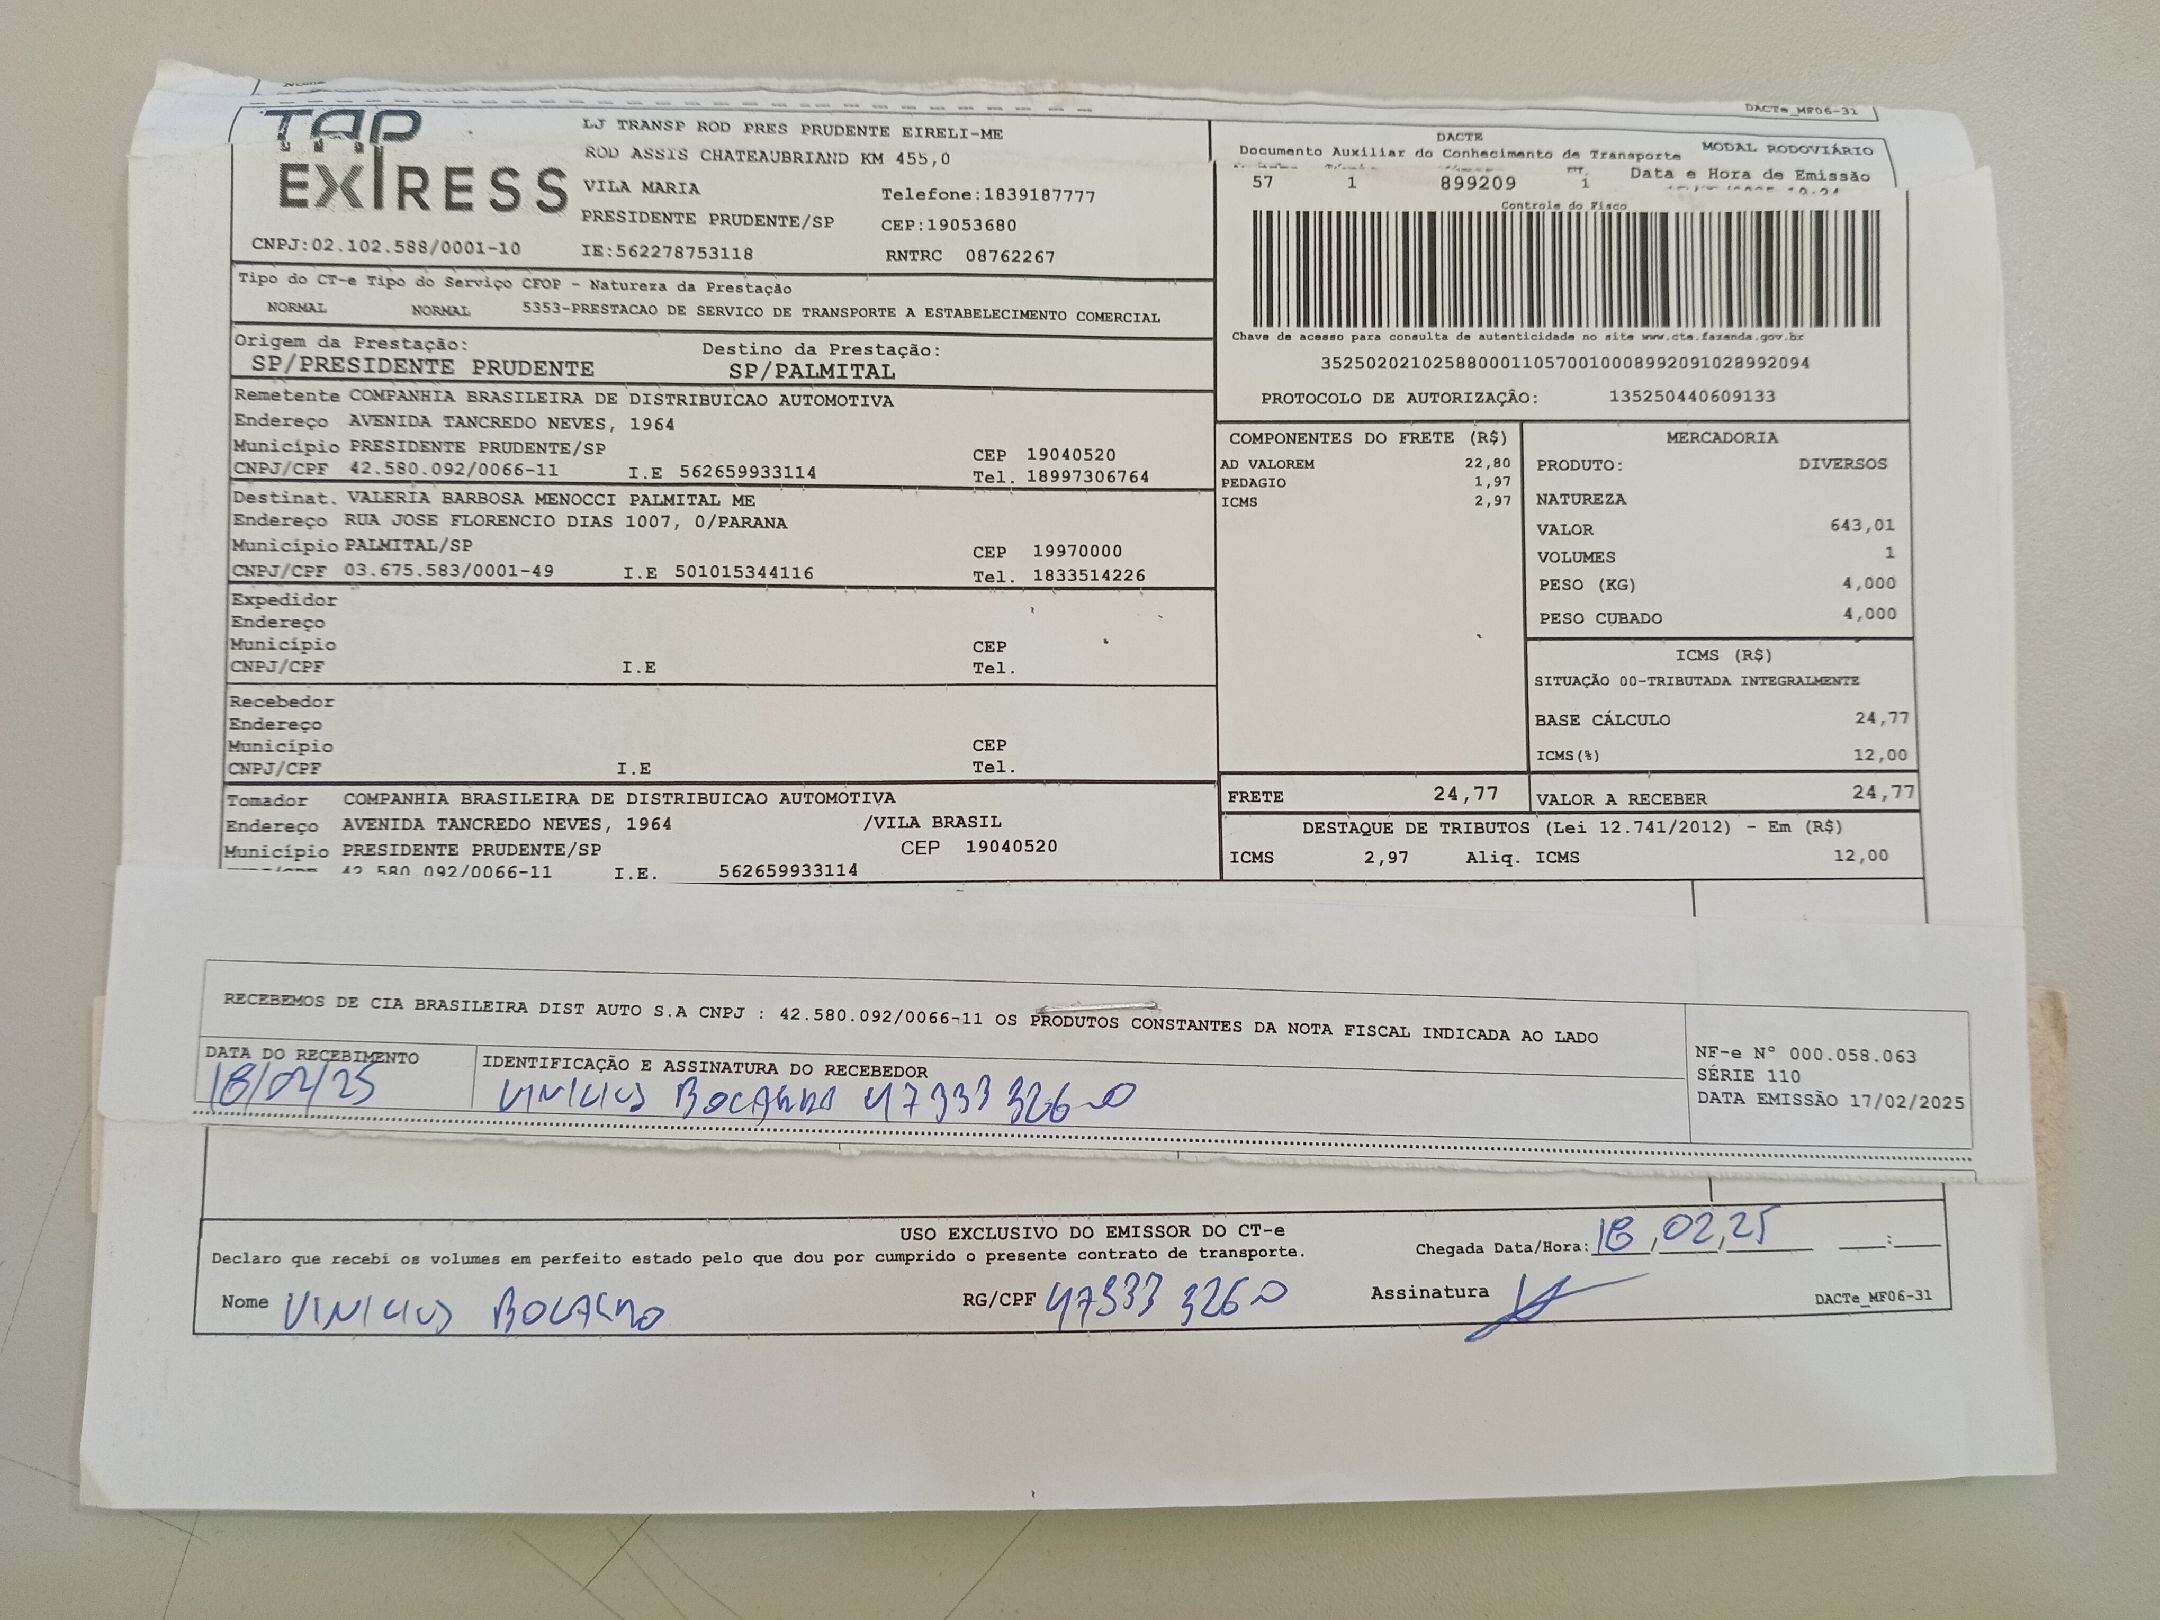 DACTe_MF06-31
TAP
EXPRESS
LJ TRANSP ROD PRES PRUDENTE EIRELI-ME
ROD ASSIS CHATEAUBRIAND KM 455,0
VILA MARIA Telefone:1839187777
PRESIDENTE PRUDENTE/SP CEP:19053680
CNPJ:02.102.588/0001-10 IE:562278753118 RNTRC 08762267
DACTE
Documento Auxiliar do Conhecimento de Transporte MODAL RODOVIÁRIO
57 1 899209 1 Data e Hora de Emissão
Controle do Fisco
Chave de acesso para consulta de autenticidade no site www.cte.fazenda.gov.br
35250202102588000110570010008992091028992094
PROTOCOLO DE AUTORIZAÇÃO: 135250440609133
Tipo do CT-e Tipo do Serviço CFOP - Natureza da Prestação
NORMAL NORMAL 5353-PRESTACAO DE SERVICO DE TRANSPORTE A ESTABELECIMENTO COMERCIAL
Origem da Prestação: Destino da Prestação:
SP/PRESIDENTE PRUDENTE SP/PALMITAL
Remetente COMPANHIA BRASILEIRA DE DISTRIBUICAO AUTOMOTIVA
Endereço AVENIDA TANCREDO NEVES, 1964
Município PRESIDENTE PRUDENTE/SP CEP 19040520
CNPJ/CPF 42.580.092/0066-11 I.E 562659933114 Tel. 18997306764
Destinat. VALERIA BARBOSA MENOCCI PALMITAL ME
Endereço RUA JOSE FLORENCIO DIAS 1007, 0/PARANA
Município PALMITAL/SP CEP 19970000
CNPJ/CPF 03.675.583/0001-49 I.E 501015344116 Tel. 1833514226
Expedidor
Endereço
Município CEP
CNPJ/CPF I.E Tel.
Recebedor
Endereço
Município CEP
CNPJ/CPF I.E Tel.
Tomador COMPANHIA BRASILEIRA DE DISTRIBUICAO AUTOMOTIVA
Endereço AVENIDA TANCREDO NEVES, 1964 /VILA BRASIL
Município PRESIDENTE PRUDENTE/SP CEP 19040520
42.580.092/0066-11 I.E. 562659933114
COMPONENTES DO FRETE (R$)
AD VALOREM 22,80
PEDAGIO 1,97
ICMS 2,97
MERCADORIA
PRODUTO: DIVERSOS
NATUREZA
VALOR 643,01
VOLUMES 1
PESO (KG) 4,000
PESO CUBADO 4,000
ICMS (R$)
SITUAÇÃO 00-TRIBUTADA INTEGRALMENTE
BASE CÁLCULO 24,77
ICMS(%) 12,00
FRETE 24,77 VALOR A RECEBER 24,77
DESTAQUE DE TRIBUTOS (Lei 12.741/2012) - Em (R$)
ICMS 2,97 Aliq. ICMS 12,00
RECEBEMOS DE CIA BRASILEIRA DIST AUTO S.A CNPJ : 42.580.092/0066-11 OS PRODUTOS CONSTANTES DA NOTA FISCAL INDICADA AO LADO
DATA DO RECEBIMENTO IDENTIFICAÇÃO E ASSINATURA DO RECEBEDOR
18/02/25 VINICIUS 47333 3260
NF-e N° 000.058.063
SÉRIE 110
DATA EMISSÃO 17/02/2025
USO EXCLUSIVO DO EMISSOR DO CT-e
Declaro que recebi os volumes em perfeito estado pelo que dou por cumprido o presente contrato de transporte. Chegada Data/Hora: 18,02,25 :
Nome VINICIUS RG/CPF 47333 3260 Assinatura
DACTe_MF06-31